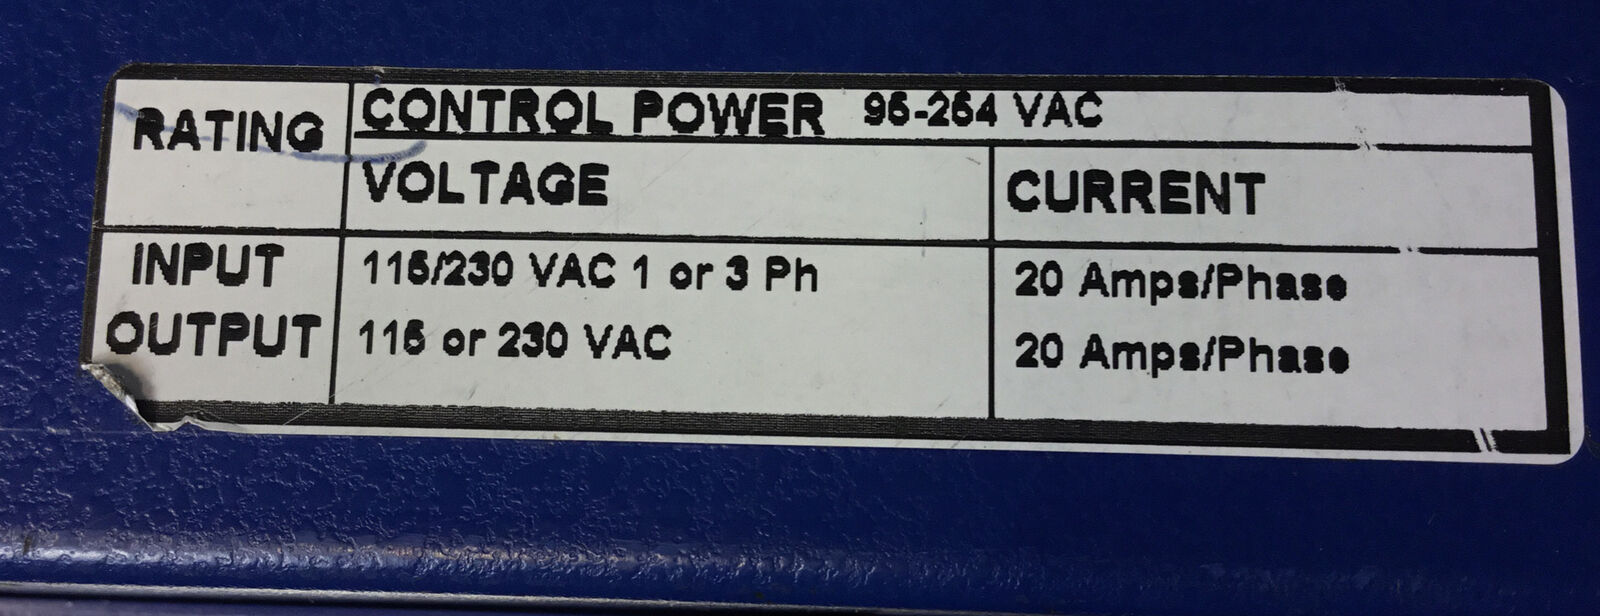 RATING
CONTROL POWER 95-264 VAC
VOLTAGE
CURRENT
INPUT
115/230 VAC 1 or 3 Ph
20 Amps/Phase
OUTPUT
115 or 230 VAC
20 Amps/Phase